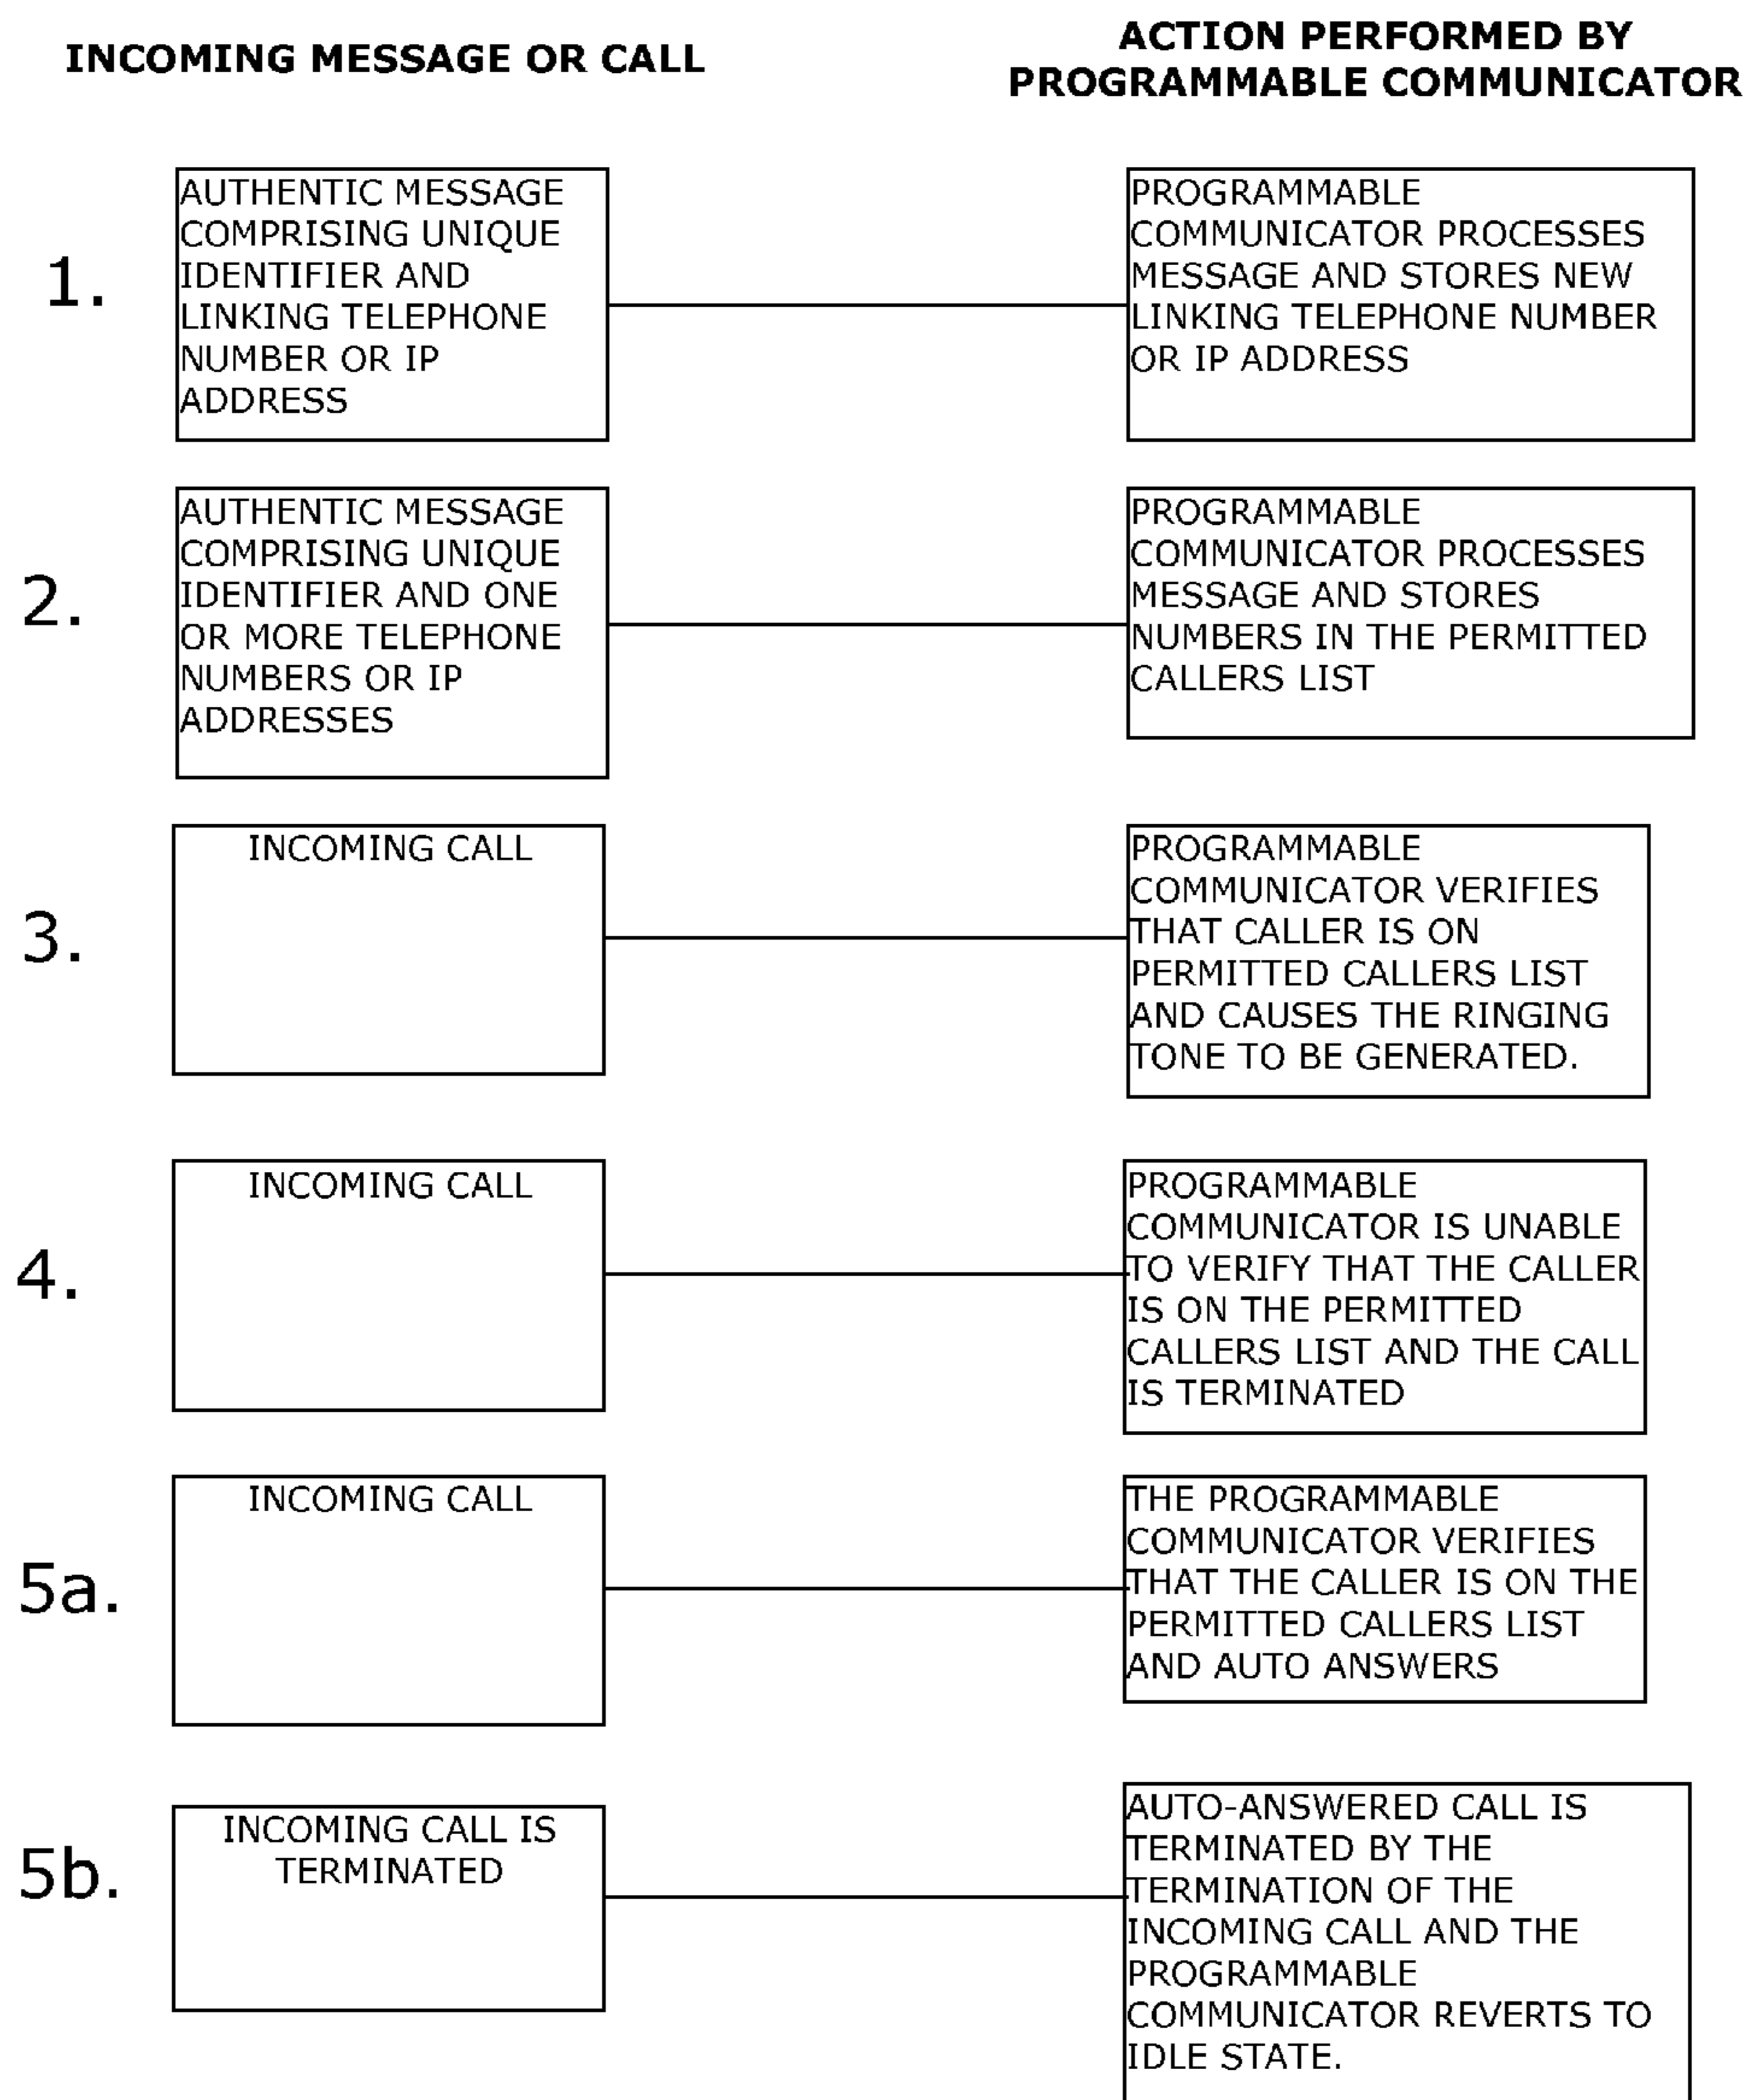 INCOMING MESSAGE OR CALL
ACTION PERFORMED BY
PROGRAMMABLE COMMUNICATOR
1.
AUTHENTIC MESSAGE
COMPRISING UNIQUE
IDENTIFIER AND
LINKING TELEPHONE
NUMBER OR IP
ADDRESS
PROGRAMMABLE
COMMUNICATOR PROCESSES
MESSAGE AND STORES NEW
LINKING TELEPHONE NUMBER
OR IP ADDRESS
2.
AUTHENTIC MESSAGE
COMPRISING UNIQUE
IDENTIFIER AND ONE
OR MORE TELEPHONE
NUMBERS OR IP
ADDRESSES
PROGRAMMABLE
COMMUNICATOR PROCESSES
MESSAGE AND STORES
NUMBERS IN THE PERMITTED
CALLERS LIST
3.
INCOMING CALL
PROGRAMMABLE
COMMUNICATOR VERIFIES
THAT CALLER IS ON
PERMITTED CALLERS LIST
AND CAUSES THE RINGING
TONE TO BE GENERATED.
4.
INCOMING CALL
PROGRAMMABLE
COMMUNICATOR IS UNABLE
TO VERIFY THAT THE CALLER
IS ON THE PERMITTED
CALLERS LIST AND THE CALL
IS TERMINATED
5a.
INCOMING CALL
THE PROGRAMMABLE
COMMUNICATOR VERIFIES
THAT THE CALLER IS ON THE
PERMITTED CALLERS LIST
AND AUTO ANSWERS
5b.
INCOMING CALL IS
TERMINATED
AUTO-ANSWERED CALL IS
TERMINATED BY THE
TERMINATION OF THE
INCOMING CALL AND THE
PROGRAMMABLE
COMMUNICATOR REVERTS TO
IDLE STATE.